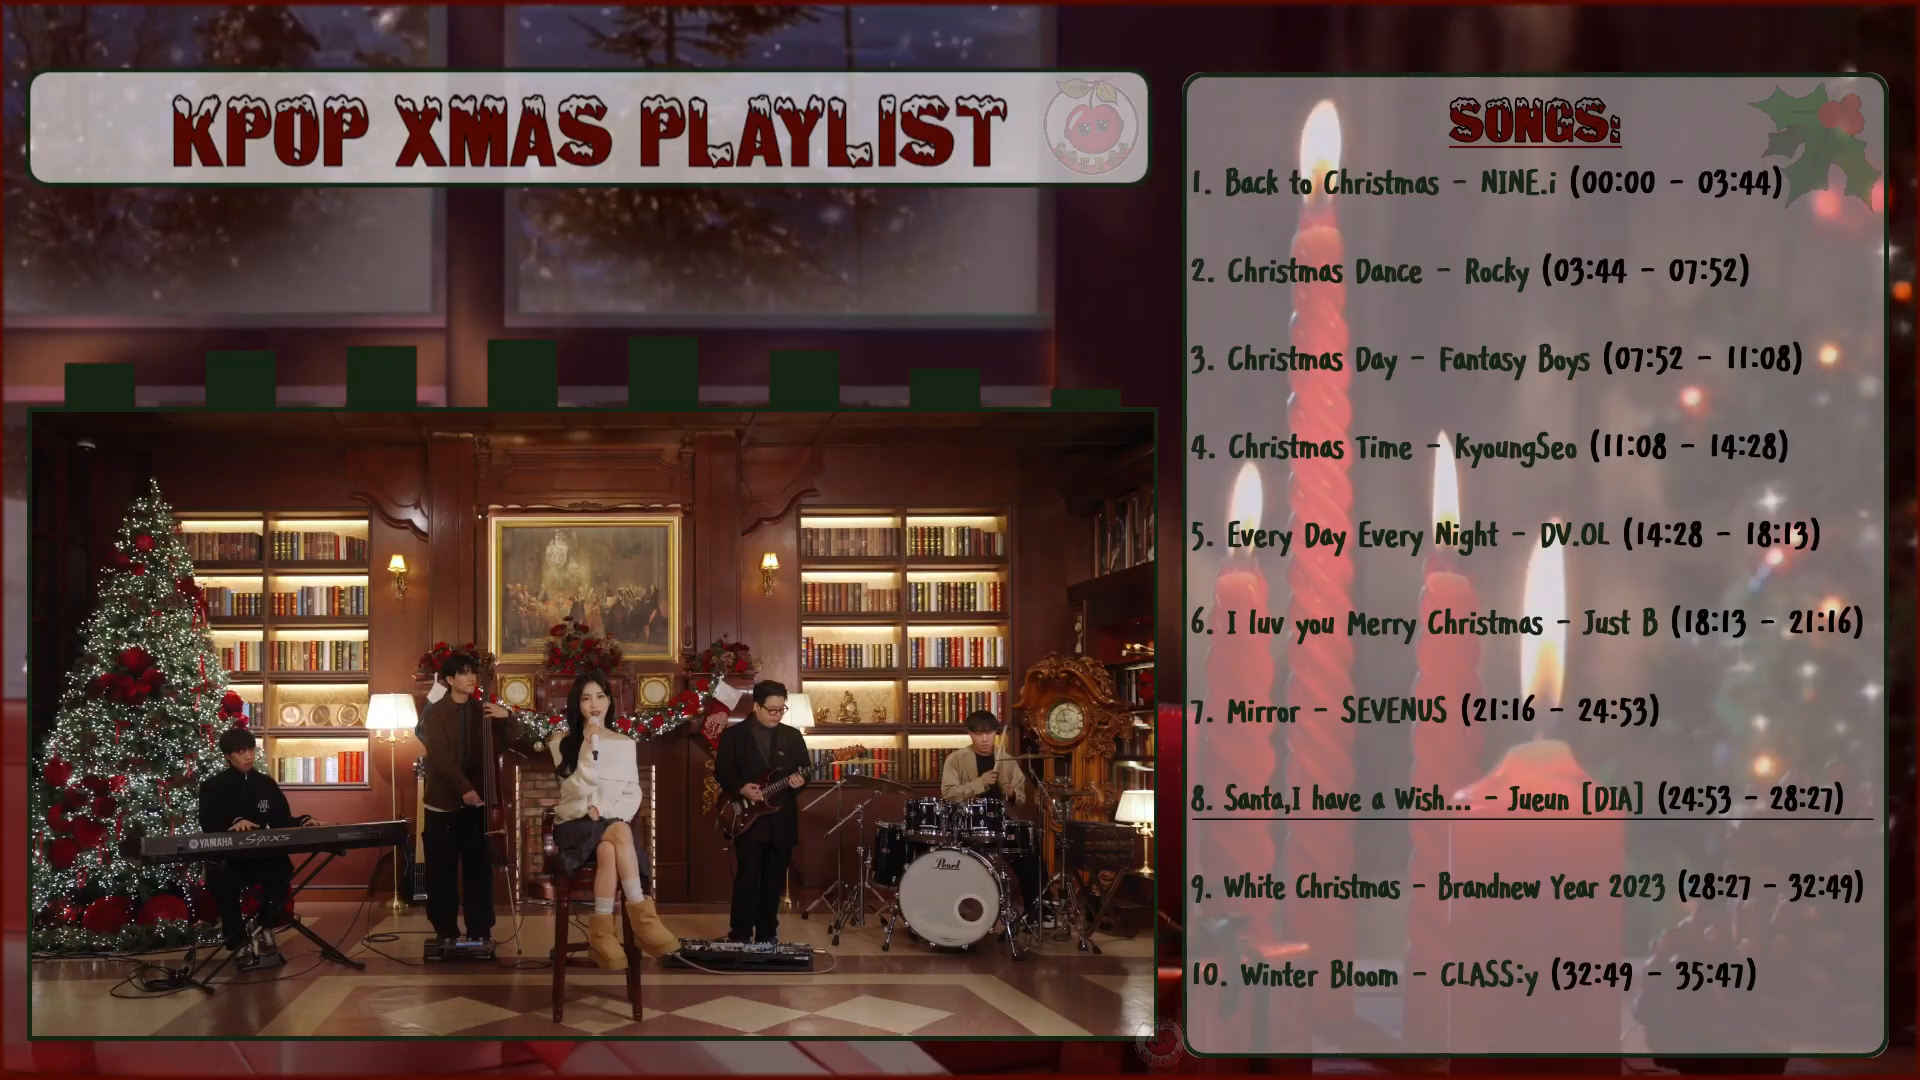 KPOP XMAS PLAYLIST
SONGS:
1. Back to Christmas - NINE.i (00:00 - 03:44)
2. Christmas Dance - Rocky (03:44 - 07:52)
3. Christmas Day - Fantasy Boys (07:52 - 11:08)
4. Christmas Time - KyoungSeo (11:08 - 14:28)
5. Every Day Every Night - DV.OL (14:28 - 18:13)
6. I luv you Merry Christmas - Just B (18:13 - 21:16)
7. Mirror - SEVENUS (21:16 - 24:53)
8. Santa,I have a Wish... - Jueun [DIA] (24:53 - 28:27)
9. White Christmas - Brandnew Year 2023 (28:27 - 32:49)
10. Winter Bloom - CLASS:y (32:49 - 35:47)
YAMAHA S90XS
Pearl